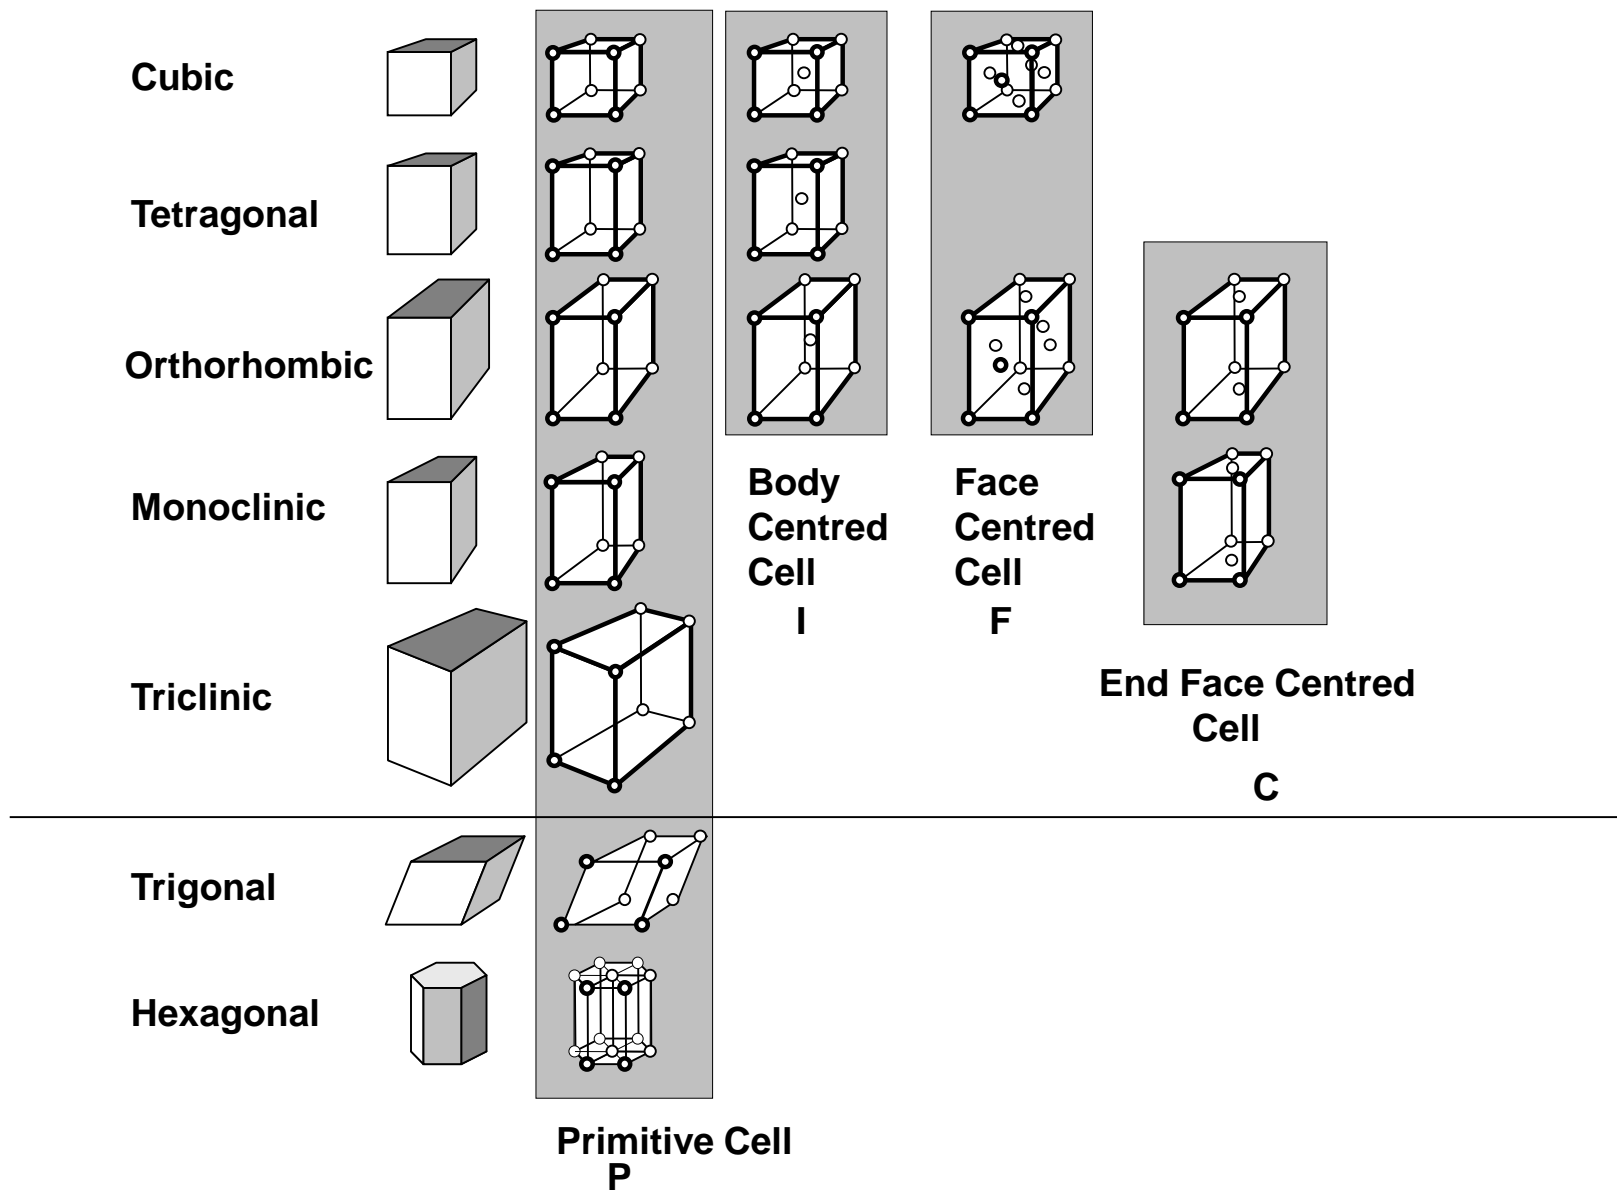 Cubic
Tetragonal
Orthorhombic
Monoclinic
Body
Centred
Cell
I
Face
Centred
Cell
F
Triclinic
End Face Centred
Cell
C
Trigonal
Hexagonal
Primitive Cell
P